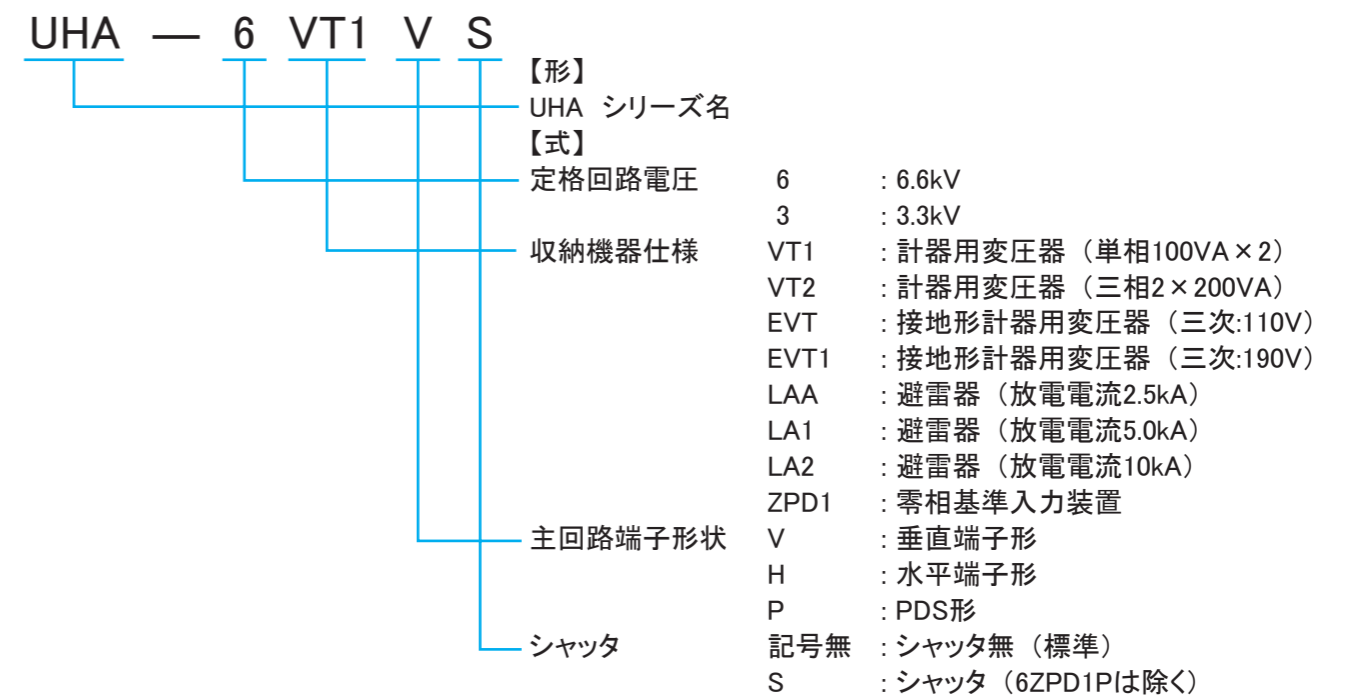 UHA — 6 VT1 V S
【形】
UHA シリーズ名
【式】
定格回路電圧 6 : 6.6kV
3 : 3.3kV
収納機器仕様 VT1 : 計器用変圧器（単相100VA×2）
VT2 : 計器用変圧器（三相2×200VA）
EVT : 接地形計器用変圧器（三次:110V）
EVT1 : 接地形計器用変圧器（三次:190V）
LAA : 避雷器（放電電流2.5kA）
LA1 : 避雷器（放電電流5.0kA）
LA2 : 避雷器（放電電流10kA）
ZPD1 : 零相基準入力装置
主回路端子形状 V : 垂直端子形
H : 水平端子形
P : PDS形
シャッタ 記号無 : シャッタ無（標準）
S : シャッタ（6ZPD1Pは除く）